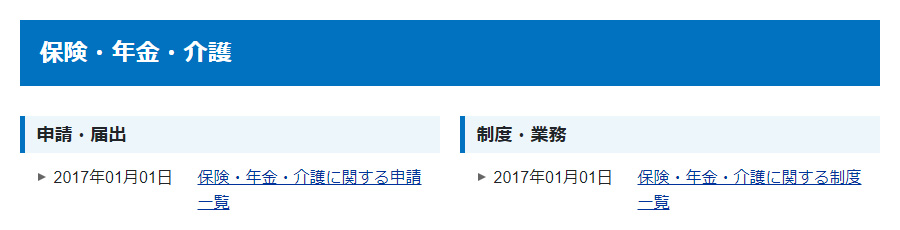 保険・年金・介護
申請・届出
2017年01月01日 保険・年金・介護に関する申請
一覧
制度・業務
2017年01月01日 保険・年金・介護に関する制度
一覧